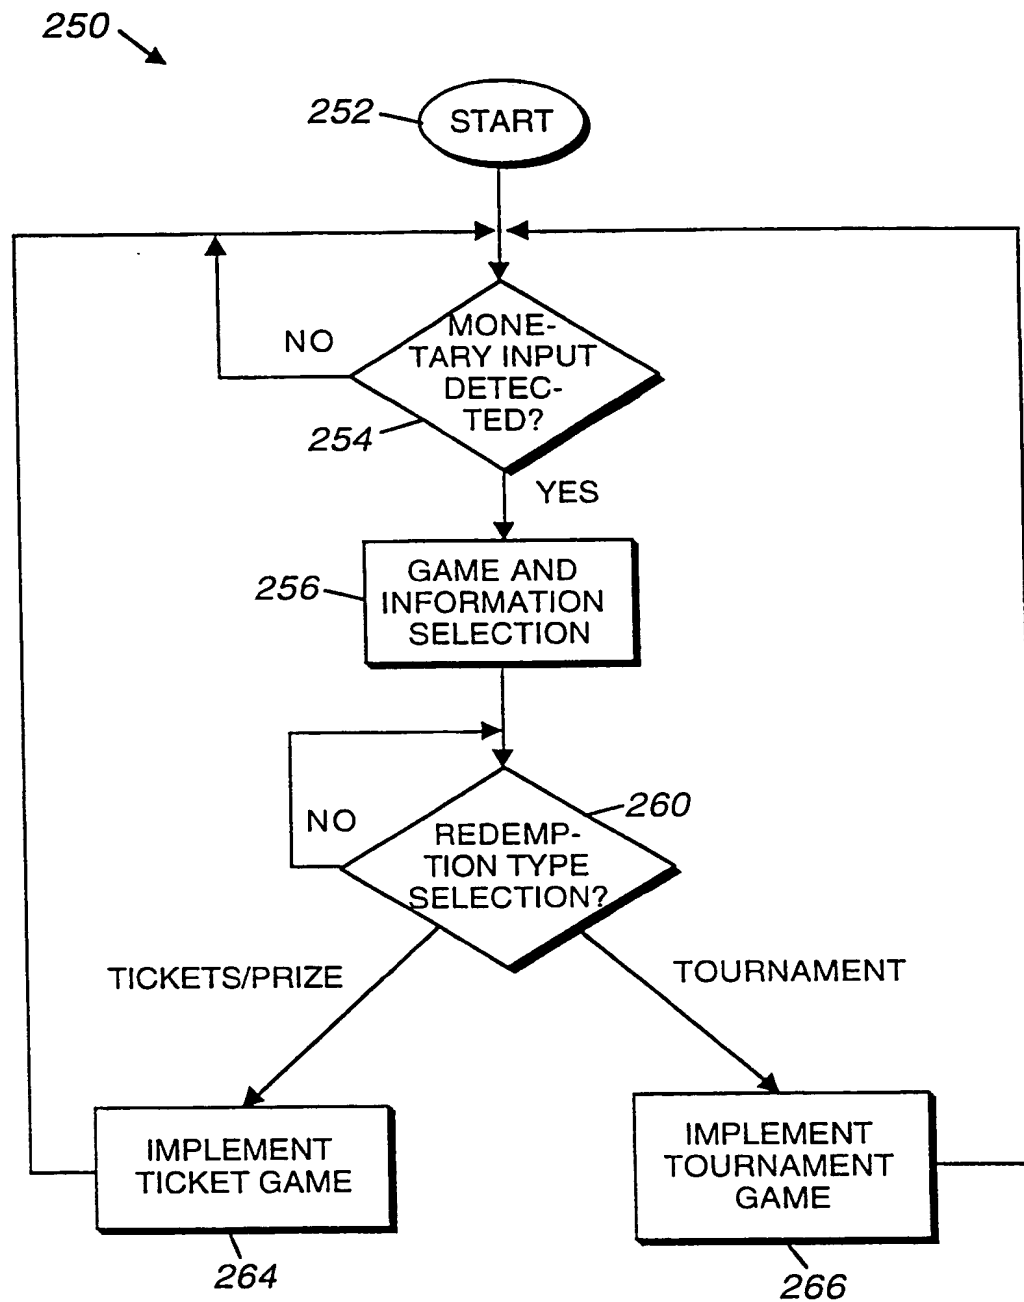 250
252
START
NO
MONE-
TARY INPUT
DETEC-
TED?
254
YES
256
GAME AND
INFORMATION
SELECTION
NO
260
REDEMP-
TION TYPE
SELECTION?
TICKETS/PRIZE
TOURNAMENT
IMPLEMENT
TICKET GAME
IMPLEMENT
TOURNAMENT
GAME
264
266